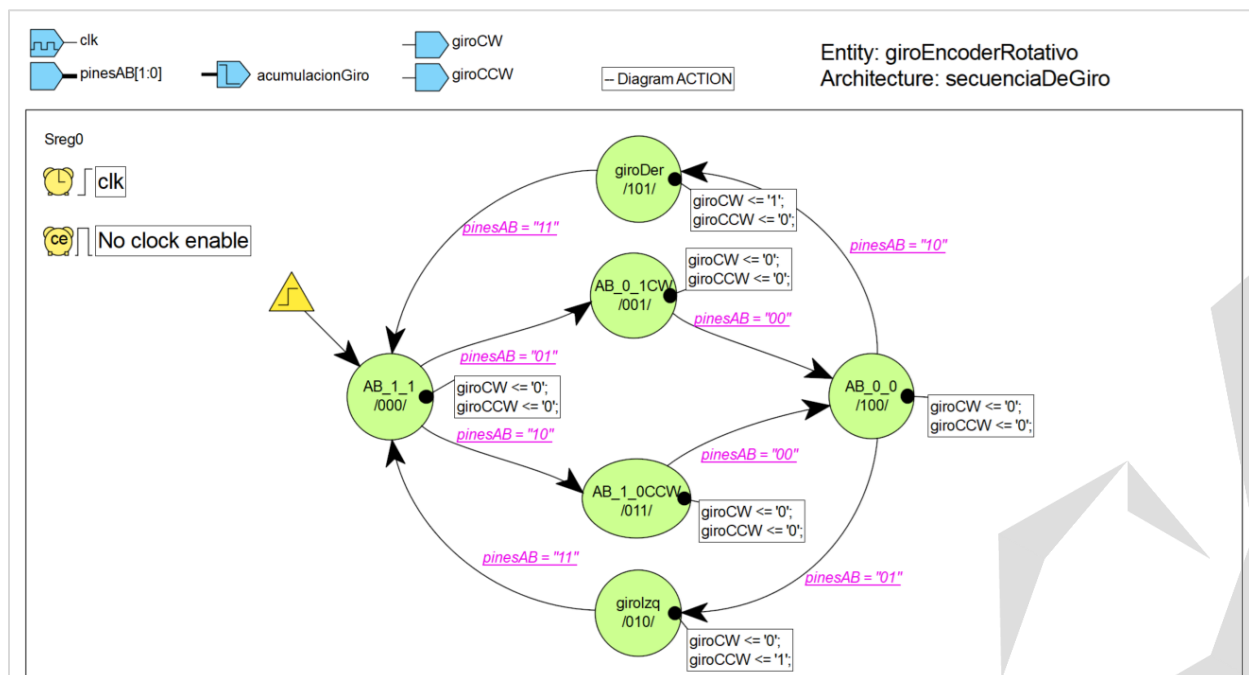 clk
pinesAB[1:0]
acumulacionGiro
giroCW
giroCCW
-- Diagram ACTION
Entity: giroEncoderRotativo
Architecture: secuenciaDeGiro
Sreg0
clk
ce
No clock enable
giroDer
/101/
giroCW <= '1';
giroCCW <= '0';
pinesAB = "11"
pinesAB = "10"
AB_0_1CW
/001/
giroCW <= '0';
giroCCW <= '0';
pinesAB = "01"
pinesAB = "00"
AB_1_1
/000/
giroCW <= '0';
giroCCW <= '0';
AB_0_0
/100/
giroCW <= '0';
giroCCW <= '0';
pinesAB = "10"
pinesAB = "00"
AB_1_0CCW
/011/
giroCW <= '0';
giroCCW <= '0';
pinesAB = "11"
pinesAB = "01"
giroIzq
/010/
giroCW <= '0';
giroCCW <= '1';